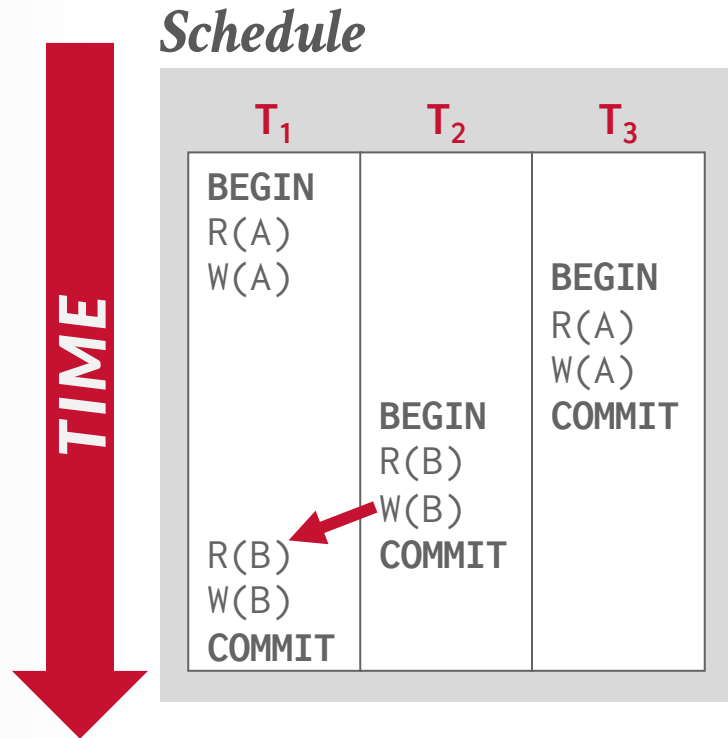 Schedule
TIME
T₁ T₂ T₃
BEGIN
R(A)
W(A) BEGIN
R(A)
W(A)
BEGIN COMMIT
R(B)
W(B)
R(B) COMMIT
W(B)
COMMIT